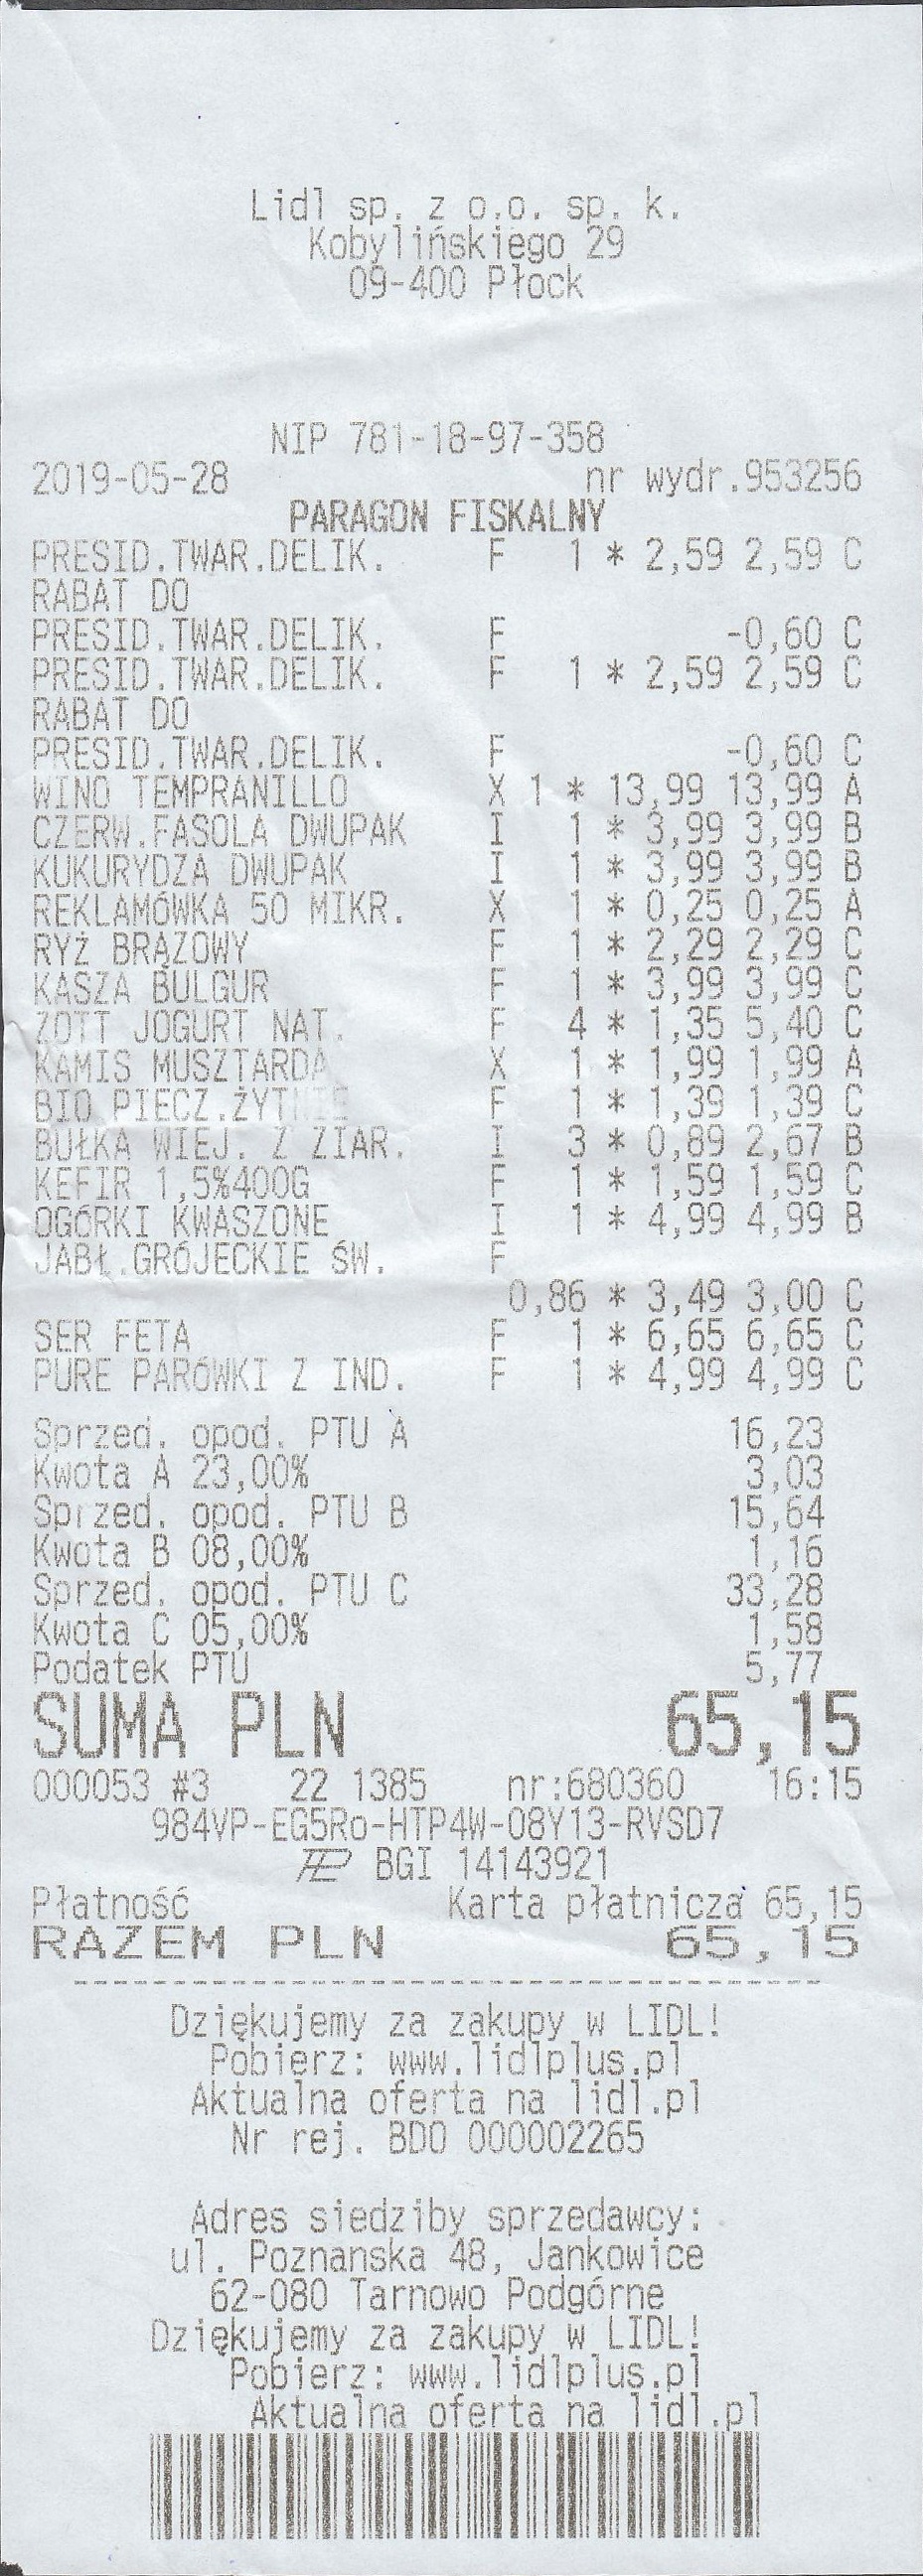 Lidl sp. z o.o. sp. k.
Kobylińskiego 29
09-400 Płock
NIP 781-18-97-358
2019-05-28 nr wydr.953256
PARAGON FISKALNY
PRESID.TWAR.DELIK. F 1 * 2,59 2,59 C
RABAT DO
PRESID.TWAR.DELIK. F -0,60 C
PRESID.TWAR.DELIK. F 1 * 2,59 2,59 C
RABAT DO
PRESID.TWAR.DELIK. F -0,60 C
WINO TEMPRANILLO X 1 * 13,99 13,99 A
CZERW.FASOLA DWUPAK I 1 * 3,99 3,99 B
KUKURYDZA DWUPAK I 1 * 3,99 3,99 B
REKLAMÓWKA 50 MIKR. X 1 * 0,25 0,25 A
RYŻ BRĄZOWY F 1 * 2,29 2,29 C
KASZA BULGUR F 1 * 3,99 3,99 C
ZOTT JOGURT NAT. F 4 * 1,35 5,40 C
KAMIS MUSZTARDA X 1 * 1,99 1,99 A
BIO PIECZ.ŻYTNIE F 1 * 1,39 1,39 C
BUŁKA WIEJ. Z ZIAR. I 3 * 0,89 2,67 B
KEFIR 1,5%400G F 1 * 1,59 1,59 C
OGÓRKI KWASZONE I 1 * 4,99 4,99 B
JABŁ.GRÓJECKIE ŚW. F
0,86 * 3,49 3,00 C
SER FETA F 1 * 6,65 6,65 C
PURE PARÓWKI Z IND. F 1 * 4,99 4,99 C
Sprzed. opod. PTU A 16,23
Kwota A 23,00% 3,03
Sprzed. opod. PTU B 15,64
Kwota B 08,00% 1,16
Sprzed. opod. PTU C 33,28
Kwota C 05,00% 1,58
Podatek PTU 5,77
SUMA PLN 65,15
000053 #3 22 1385 nr:680360 16:15
984VP-EG5Ro-HTP4W-08Y13-RVSD7
BGI 14143921
Płatność Karta płatnicza 65,15
RAZEM PLN 65,15
Dziękujemy za zakupy w LIDL!
Pobierz: www.lidlplus.pl
Aktualna oferta na lidl.pl
Nr rej. BDO 000002265
Adres siedziby sprzedawcy:
ul. Poznanska 48, Jankowice
62-080 Tarnowo Podgórne
Dziękujemy za zakupy w LIDL!
Pobierz: www.lidlplus.pl
Aktualna oferta na lidl.pl